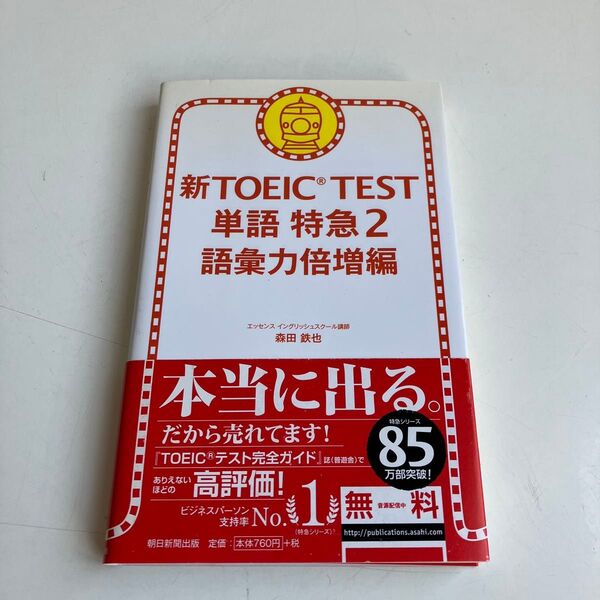 新TOEIC® TEST
単語 特急2
語彙力倍増編
エッセンス イングリッシュスクール講師
森田 鉄也
本当に出る。
だから売れてます!
『TOEIC®テスト完全ガイド』誌(晋遊舎)で
ありえない
ほどの
高評価!
ビジネスパーソン
支持率
No.1
(特急シリーズ)
特急シリーズ
85
万部突破!
無料
音源配信中
http://publications.asahi.com
朝日新聞出版 定価:本体760円+税